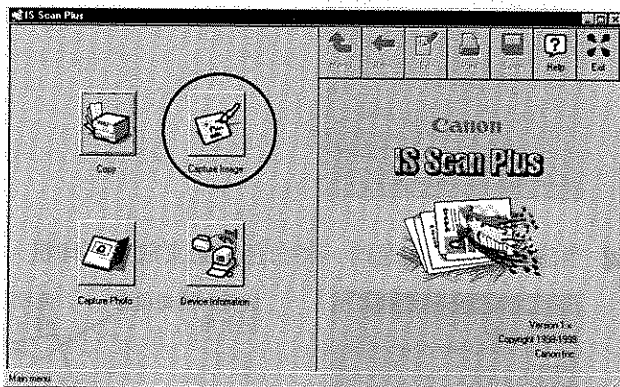 IS Scan Plus
Help
Exit
Copy
Capture Image
Capture Photo
Device Information
Canon
IS Scan Plus
Version 1.x
Copyright 1998-1998
Canon Inc.
Main menu